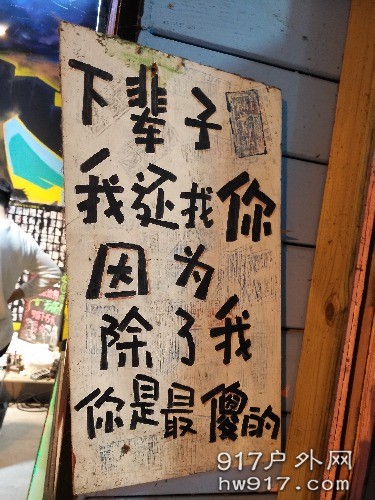 下辈子
我还找你
因为
除了我
你是最傻的
917户外网
hw917.com